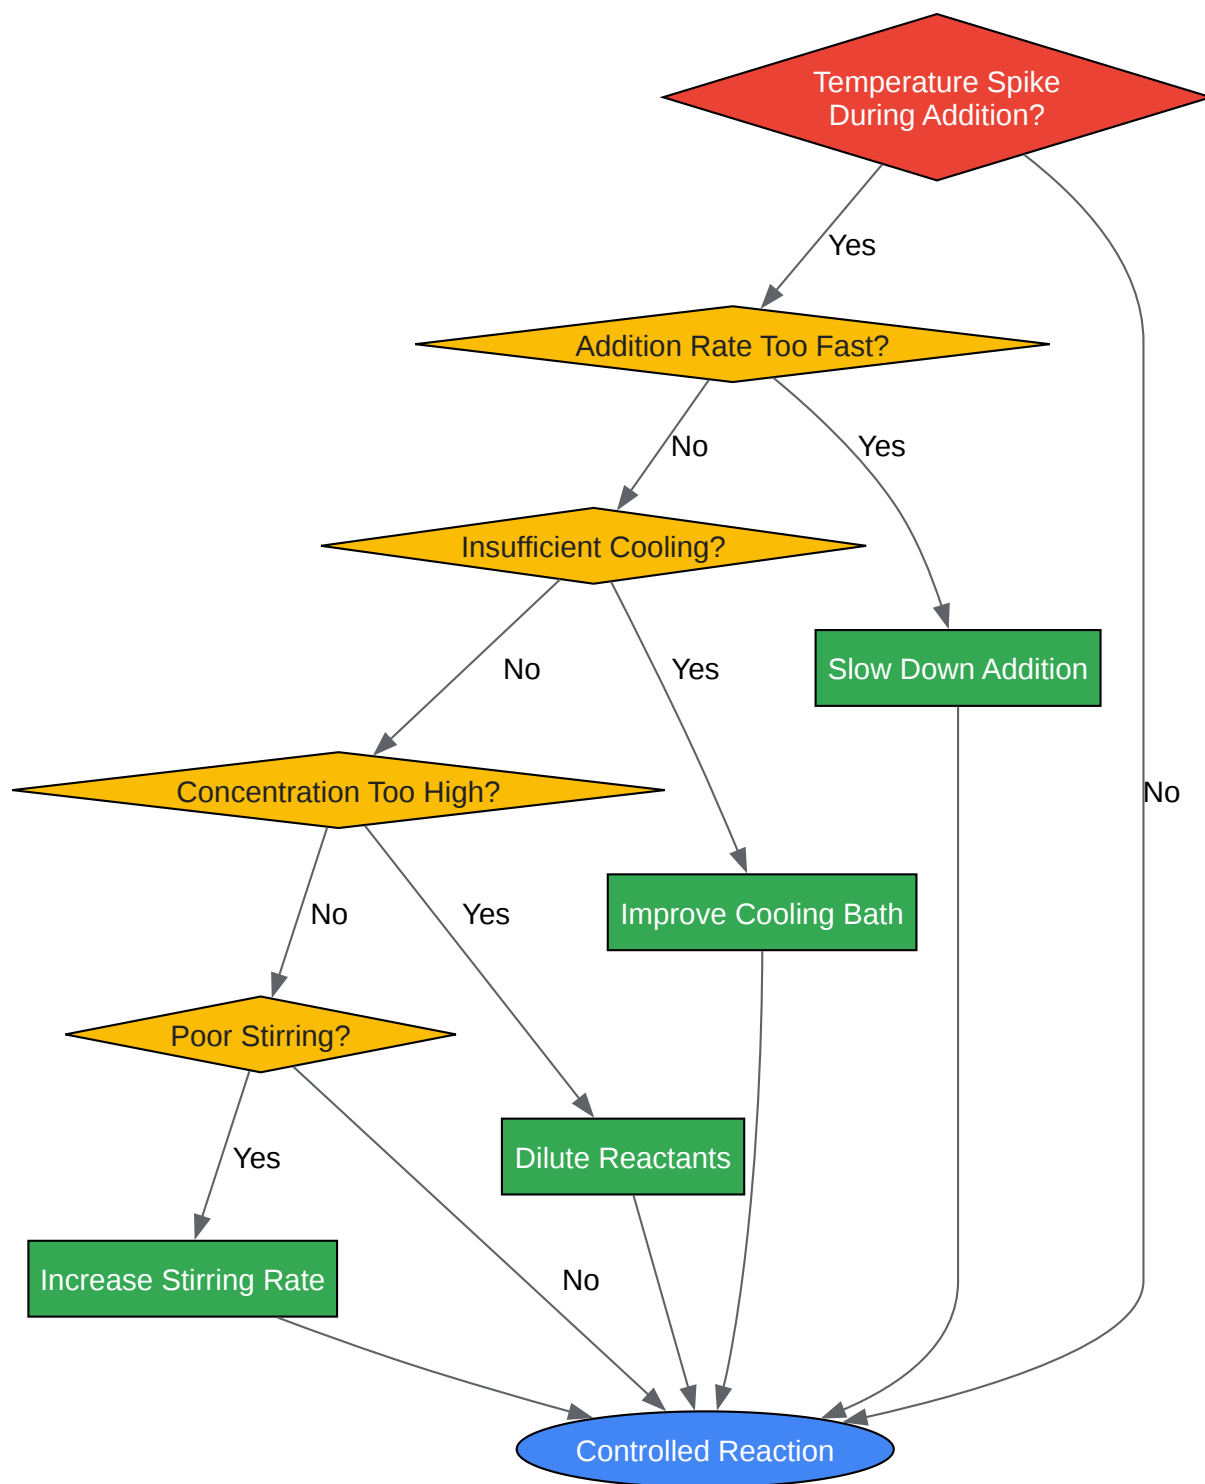 Temperature Spike
During Addition?
Yes
Addition Rate Too Fast?
No
Yes
Insufficient Cooling?
No
Yes
Slow Down Addition
Concentration Too High?
No
No
Yes
Improve Cooling Bath
Poor Stirring?
Yes
Dilute Reactants
Increase Stirring Rate
No
Controlled Reaction